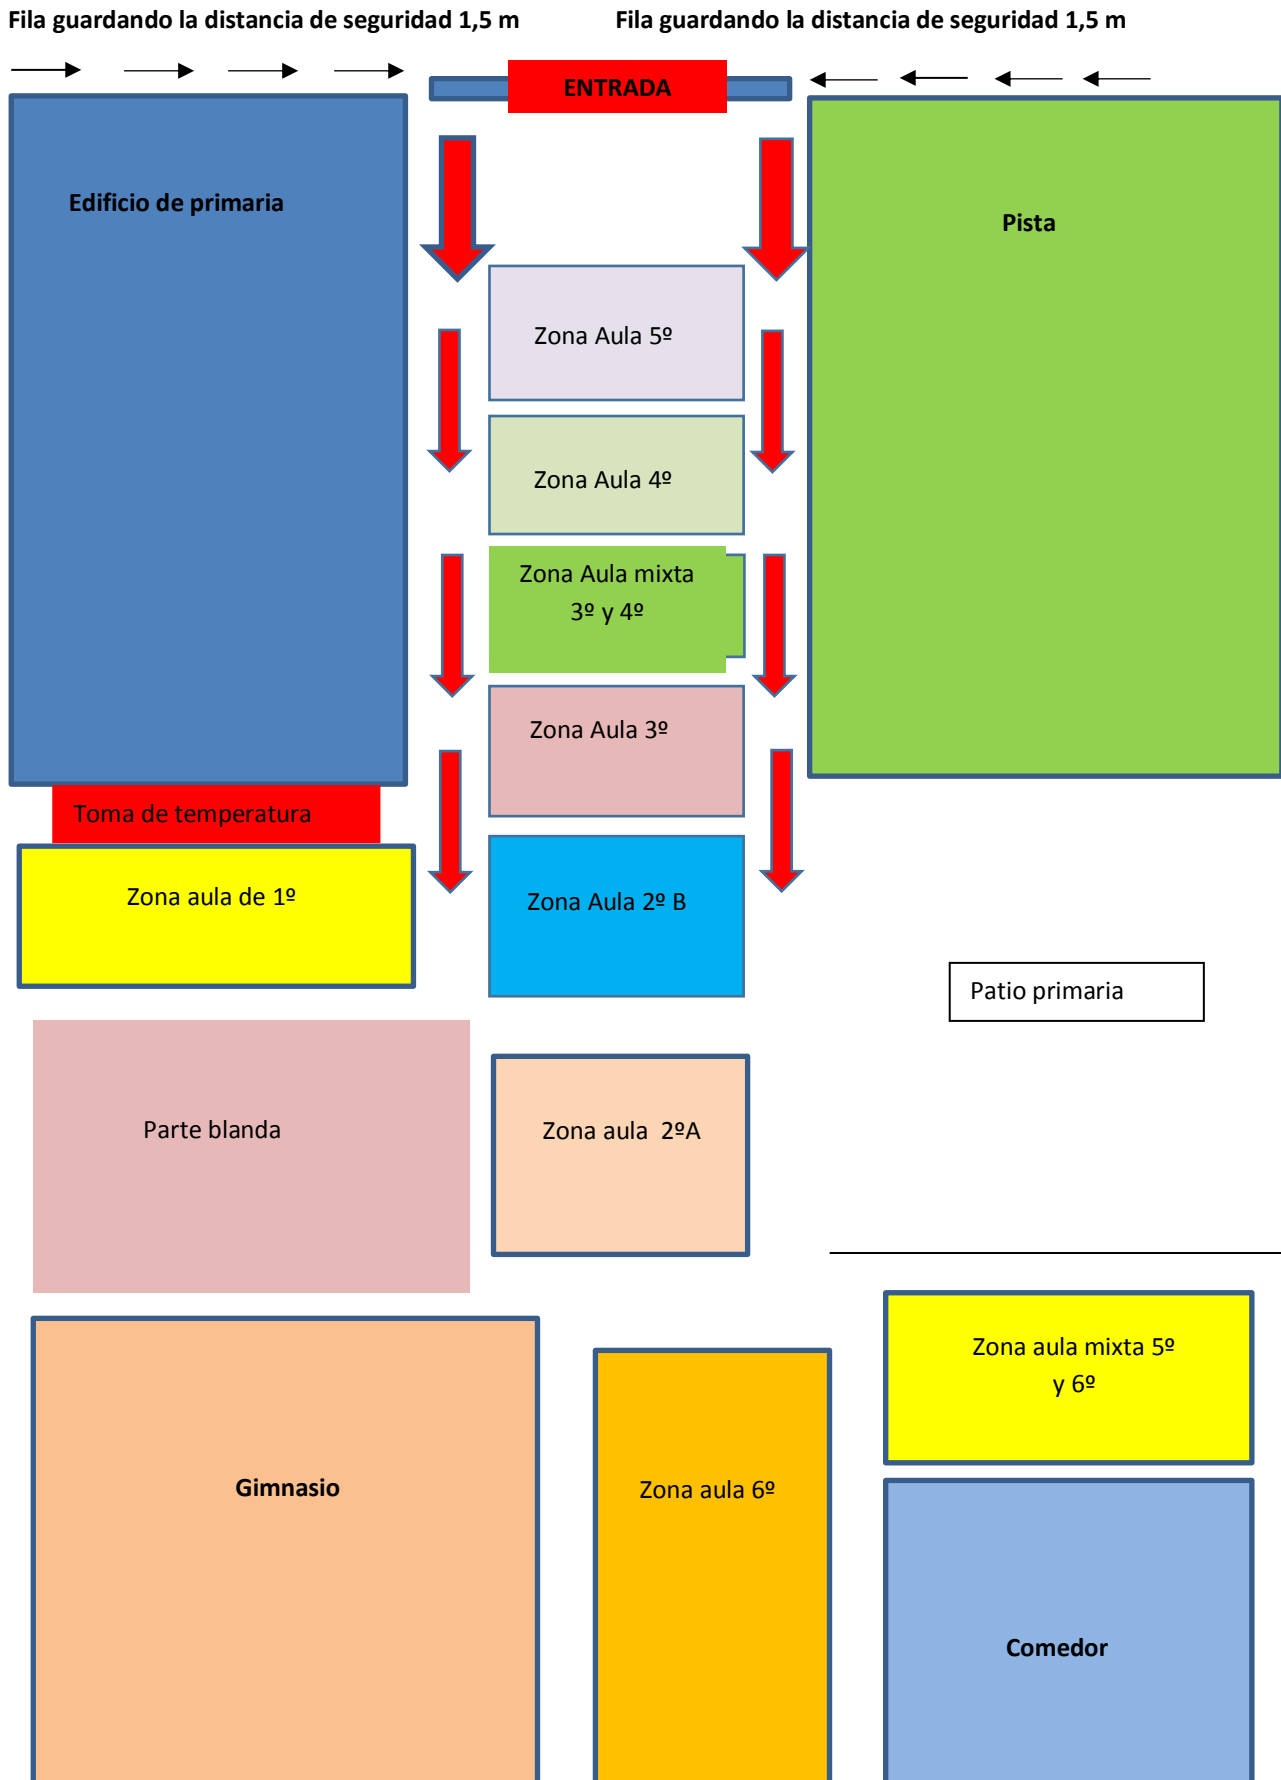 Fila guardando la distancia de seguridad 1,5 m
Fila guardando la distancia de seguridad 1,5 m
ENTRADA
Edificio de primaria
Pista
Zona Aula 5º
Zona Aula 4º
Zona Aula mixta
3º y 4º
Zona Aula 3º
Toma de temperatura
Zona aula de 1º
Zona Aula 2º B
Patio primaria
Parte blanda
Zona aula 2ºA
Zona aula mixta 5º
y 6º
Gimnasio
Zona aula 6º
Comedor